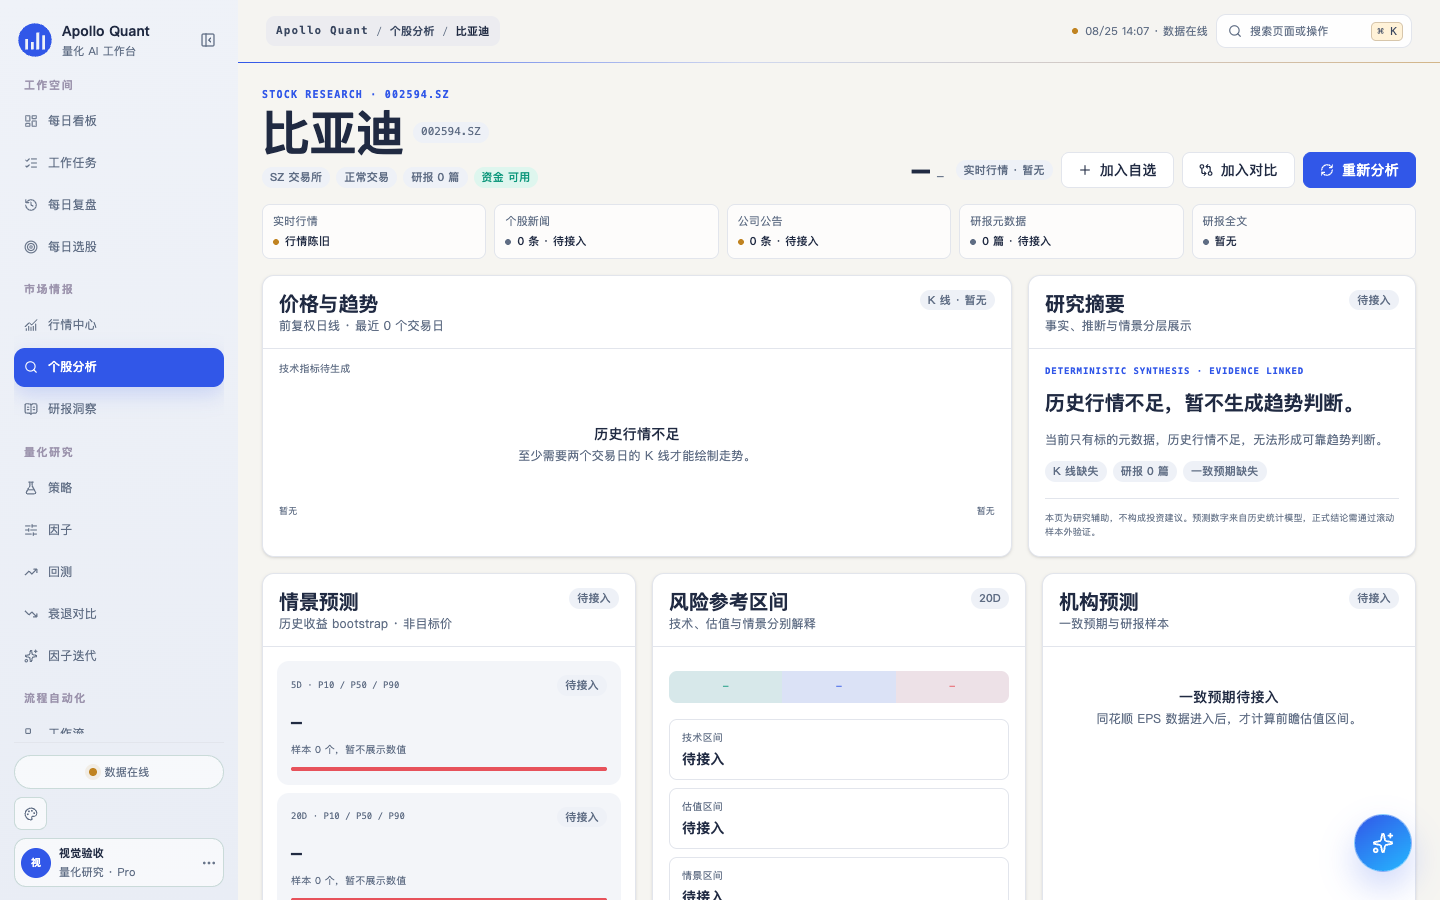 Apollo Quant
量化 AI 工作台
工作空间
每日看板
工作任务
每日复盘
每日选股
市场情报
行情中心
个股分析
研报洞察
量化研究
策略
因子
回测
衰退对比
因子迭代
流程自动化
工作流
数据在线
视
视觉验收
量化研究 · Pro
Apollo Quant / 个股分析 / 比亚迪
08/25 14:07 · 数据在线
搜索页面或操作
⌘ K
STOCK RESEARCH · 002594.SZ
比亚迪
002594.SZ
SZ 交易所
正常交易
研报 0 篇
资金 可用
— –
实时行情 · 暂无
加入自选
加入对比
重新分析
实时行情
行情陈旧
个股新闻
0 条 · 待接入
公司公告
0 条 · 待接入
研报元数据
0 篇 · 待接入
研报全文
暂无
价格与趋势
前复权日线 · 最近 0 个交易日
K 线 · 暂无
技术指标待生成
历史行情不足
至少需要两个交易日的 K 线才能绘制走势。
暂无
暂无
研究摘要
事实、推断与情景分层展示
待接入
DETERMINISTIC SYNTHESIS · EVIDENCE LINKED
历史行情不足，暂不生成趋势判断。
当前只有标的元数据，历史行情不足，无法形成可靠趋势判断。
K 线缺失
研报 0 篇
一致预期缺失
本页为研究辅助，不构成投资建议。预测数字来自历史统计模型，正式结论需通过滚动
样本外验证。
情景预测
历史收益 bootstrap · 非目标价
待接入
5D · P10 / P50 / P90
待接入
—
样本 0 个，暂不展示数值
20D · P10 / P50 / P90
待接入
—
样本 0 个，暂不展示数值
风险参考区间
技术、估值与情景分别解释
20D
–
–
–
技术区间
待接入
估值区间
待接入
情景区间
待接入
机构预测
一致预期与研报样本
待接入
一致预期待接入
同花顺 EPS 数据进入后，才计算前瞻估值区间。